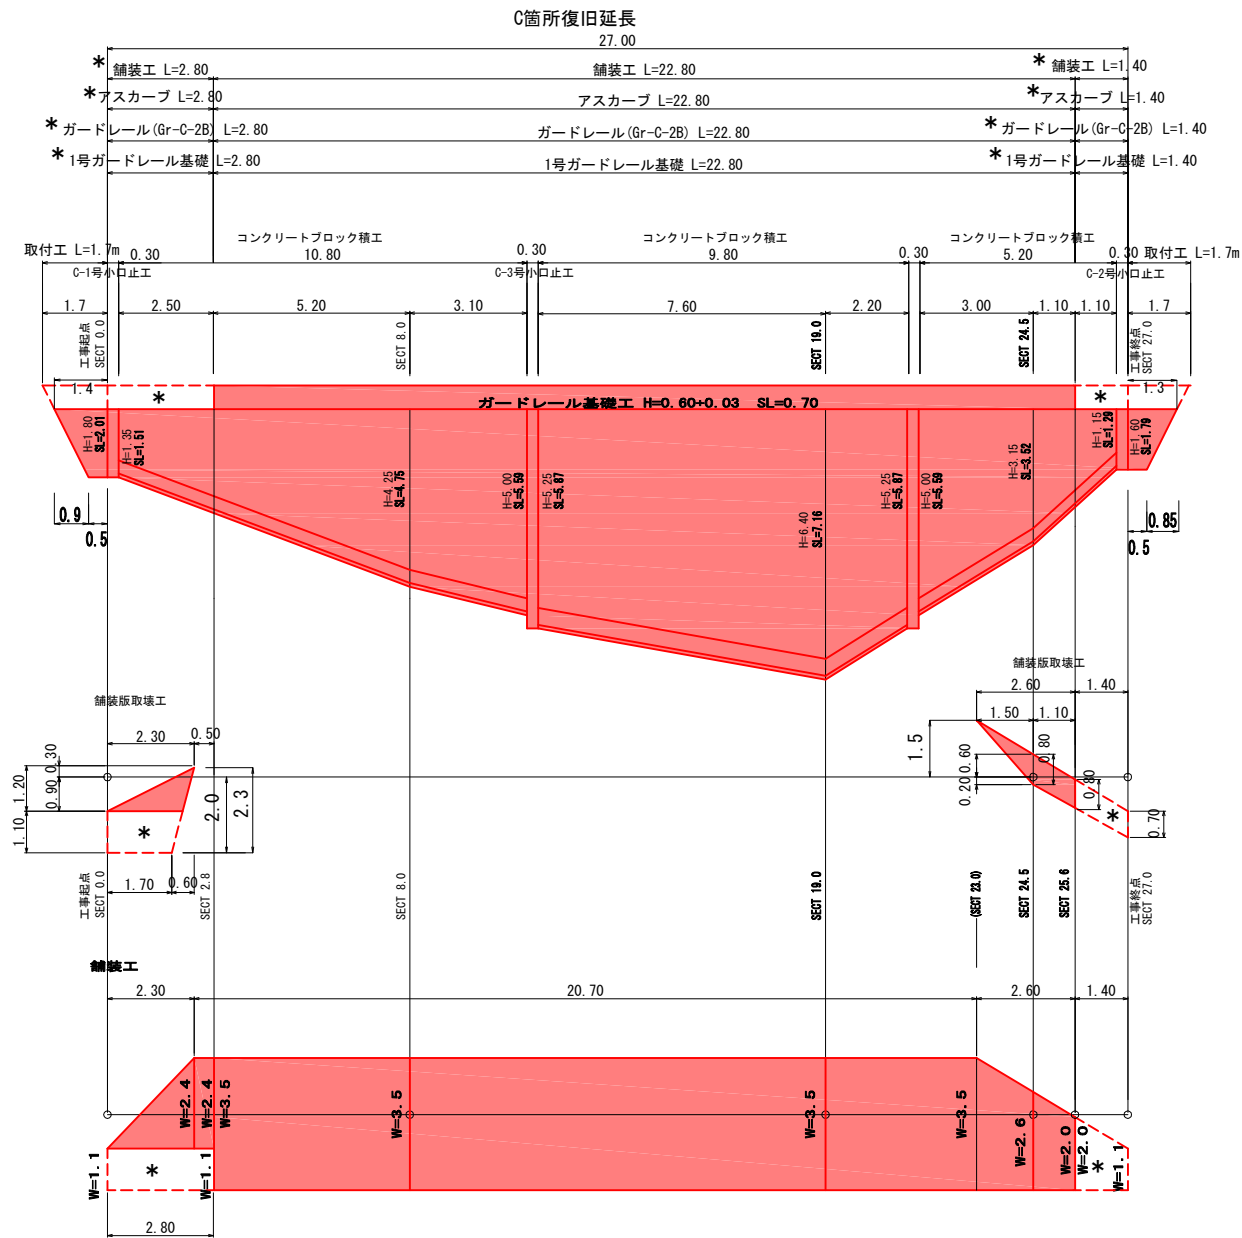 C箇所復旧延長
27.00
* 舗装工 L=2.80
舗装工 L=22.80
* 舗装工 L=1.40
*アスカーブ L=2.80
アスカーブ L=22.80
*アスカーブ L=1.40
* ガードレール(Gr-C-2B) L=2.80
ガードレール(Gr-C-2B) L=22.80
* ガードレール(Gr-C-2B) L=1.40
* 1号ガードレール基礎 L=2.80
1号ガードレール基礎 L=22.80
* 1号ガードレール基礎 L=1.40
コンクリートブロック積工
コンクリートブロック積工
コンクリートブロック積工
取付工 L=1.7m
0.30
10.80
0.30
9.80
0.30
5.20
0.30
取付工 L=1.7m
C-1号小口止工
C-3号小口止工
C-2号小口止工
1.7
2.50
5.20
3.10
7.60
2.20
3.00
1.10
1.10
1.7
工事起点
SECT 0.0
SECT 8.0
SECT 19.0
SECT 24.5
工事終点
SECT 27.0
1.4
*
ガードレール基礎工 H=0.60+0.03 SL=0.70
*
1.3
H=1.80
SL=2.01
H=1.35
SL=1.51
H=4.25
SL=4.75
H=5.00
SL=5.59
H=5.25
SL=5.87
H=6.40
SL=7.16
H=5.25
SL=5.87
H=5.00
SL=5.59
H=3.15
SL=3.52
H=1.15
SL=1.29
H=1.60
SL=1.79
0.9
0.5
0.85
0.5
舗装版取壊工
2.30
0.50
0.30
1.20
0.90
1.10
2.0
2.3
*
1.70
0.60
舗装版取壊工
2.60
1.40
1.50
1.10
1.5
0.60
0.20
0.80
0.80
*
0.70
工事起点
SECT 0.0
SECT 2.8
SECT 8.0
SECT 19.0
(SECT 23.0)
SECT 24.5
SECT 25.6
工事終点
SECT 27.0
舗装工
2.30
20.70
2.60
1.40
W=1.1
W=2.4
W=2.4
W=1.1
W=3.5
W=3.5
W=3.5
W=3.5
W=2.6
W=2.0
W=2.0
W=1.1
*
*
2.80